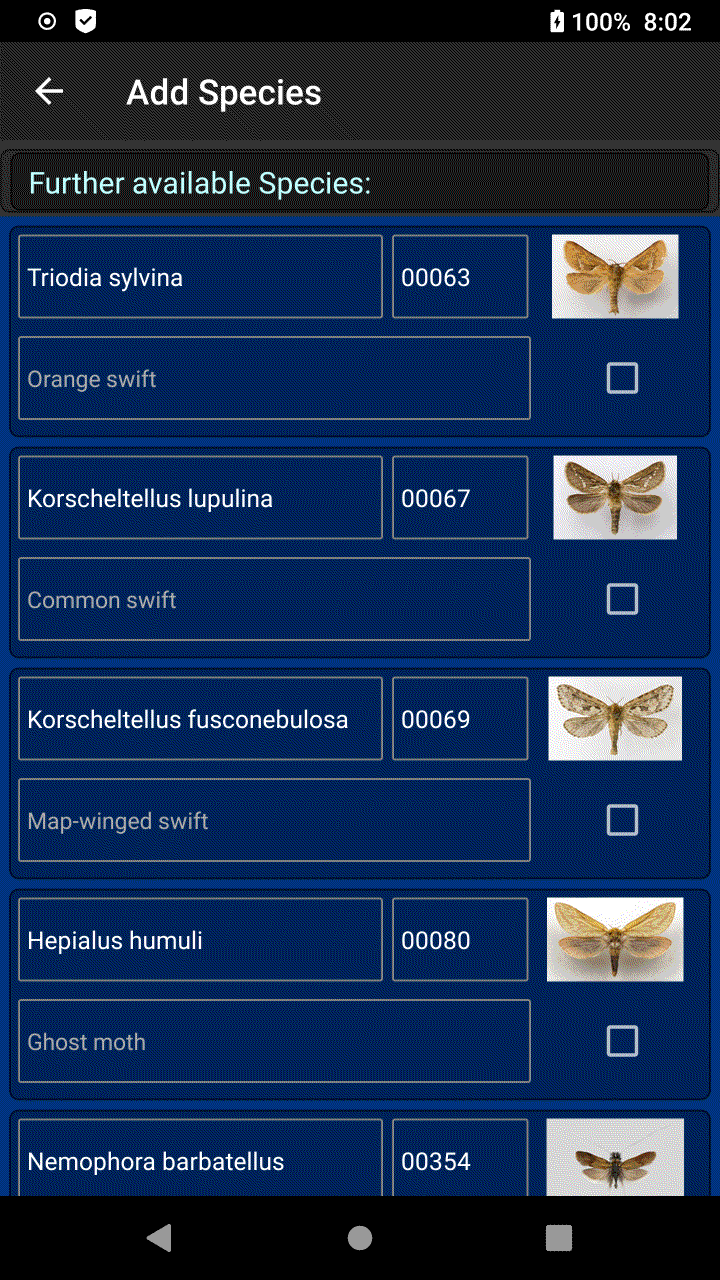 100% 8:02
Add Species
Further available Species:
Triodia sylvina 00063
Orange swift
Korscheltellus lupulina 00067
Common swift
Korscheltellus fusconebulosa 00069
Map-winged swift
Hepialus humuli 00080
Ghost moth
Nemophora barbatellus 00354